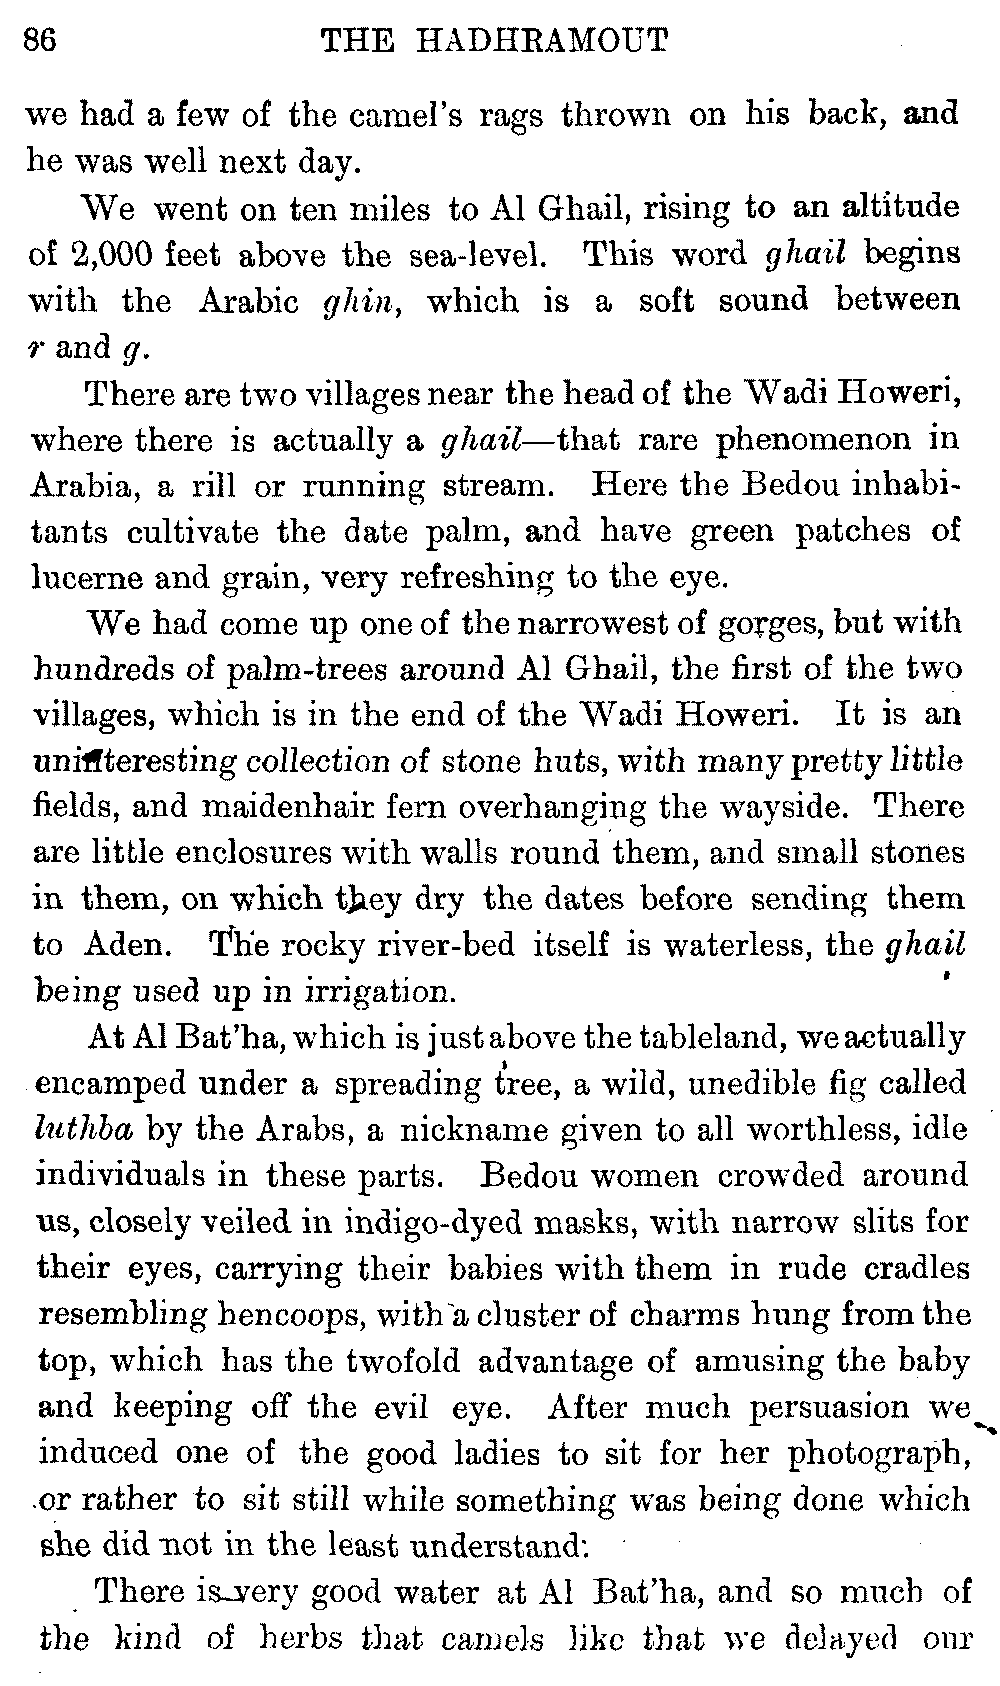 86 THE HADHRAMOUT
we had a few of the camel's rags thrown on his back, and
he was well next day.
We went on ten miles to Al Ghail, rising to an altitude
of 2,000 feet above the sea-level. This word ghail begins
with the Arabic ghin, which is a soft sound between
r and g.
There are two villages near the head of the Wadi Howeri,
where there is actually a ghail—that rare phenomenon in
Arabia, a rill or running stream. Here the Bedou inhabi-
tants cultivate the date palm, and have green patches of
lucerne and grain, very refreshing to the eye.
We had come up one of the narrowest of gorges, but with
hundreds of palm-trees around Al Ghail, the first of the two
villages, which is in the end of the Wadi Howeri. It is an
uninteresting collection of stone huts, with many pretty little
fields, and maidenhair fern overhanging the wayside. There
are little enclosures with walls round them, and small stones
in them, on which they dry the dates before sending them
to Aden. The rocky river-bed itself is waterless, the ghail
being used up in irrigation.
At Al Bat'ha, which is just above the tableland, we actually
encamped under a spreading tree, a wild, unedible fig called
luthba by the Arabs, a nickname given to all worthless, idle
individuals in these parts. Bedou women crowded around
us, closely veiled in indigo-dyed masks, with narrow slits for
their eyes, carrying their babies with them in rude cradles
resembling hencoops, with a cluster of charms hung from the
top, which has the twofold advantage of amusing the baby
and keeping off the evil eye. After much persuasion we
induced one of the good ladies to sit for her photograph,
or rather to sit still while something was being done which
she did not in the least understand.
There is very good water at Al Bat'ha, and so much of
the kind of herbs that camels like that we delayed our